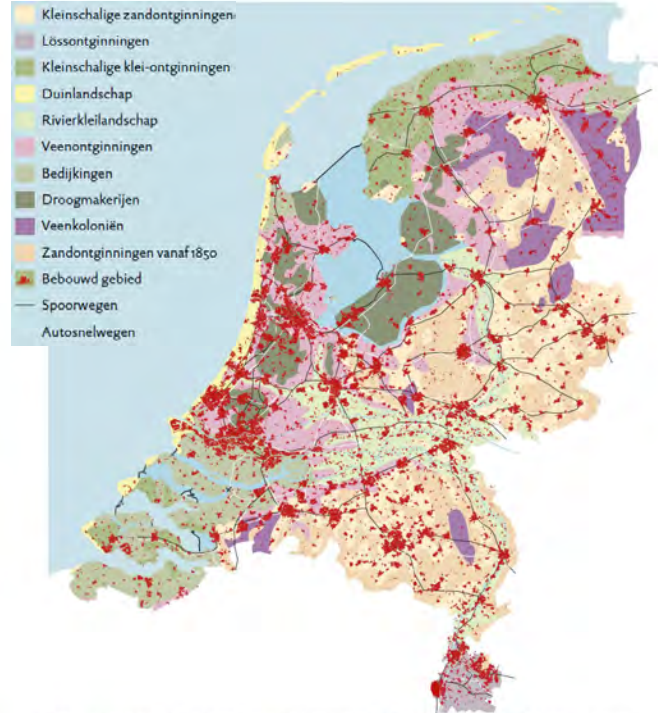 Kleinschalige zandontginningen
Lössontginningen
Kleinschalige klei-ontginningen
Duinlandschap
Rivierkleilandschap
Veenontginningen
Bedijkingen
Droogmakerijen
Veenkoloniën
Zandontginningen vanaf 1850
Bebouwd gebied
Spoorwegen
Autosnelwegen